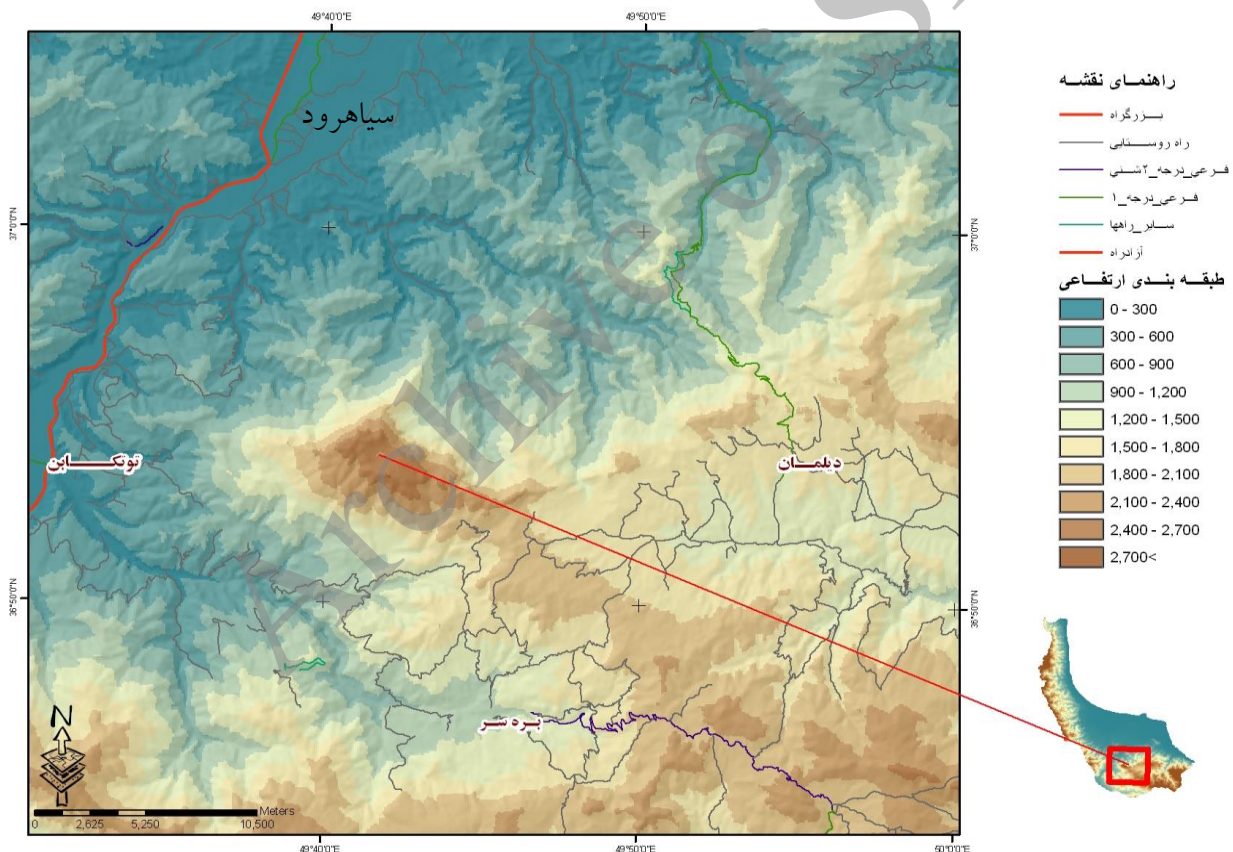 49°40'0"E 49°50'0"E
سیاهرود
37°0'0"N 37°0'0"N
توتکابن
دیلمان
36°50'0"N 36°50'0"N
بره سر
N
Meters
0 2,625 5,250 10,500
49°40'0"E 49°50'0"E 50°0'0"E
راهنمای نقشه
بزرگراه
راه روستایی
فرعی_درجه_۲شنی
فرعی_درجه_۱
سایر_راهها
آزادراه
طبقه بندی ارتفاعی
0 - 300
300 - 600
600 - 900
900 - 1,200
1,200 - 1,500
1,500 - 1,800
1,800 - 2,100
2,100 - 2,400
2,400 - 2,700
2,700<
Archive of S